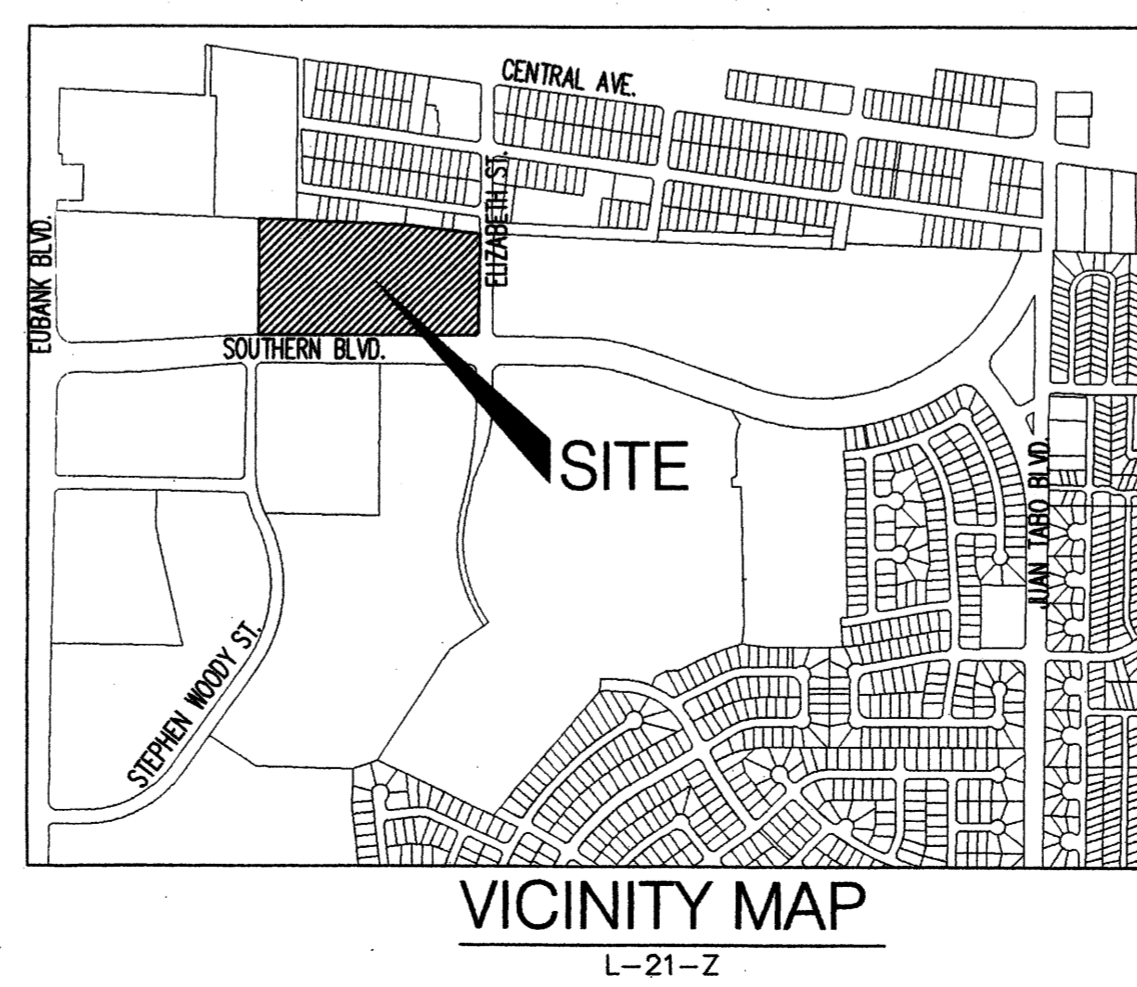 CENTRAL AVE.
ELIZABETH ST.
EUBANK BLVD.
SOUTHERN BLVD.
SITE
JUAN TABO BLVD.
STEPHEN WOODY ST.
VICINITY MAP
L-21-Z